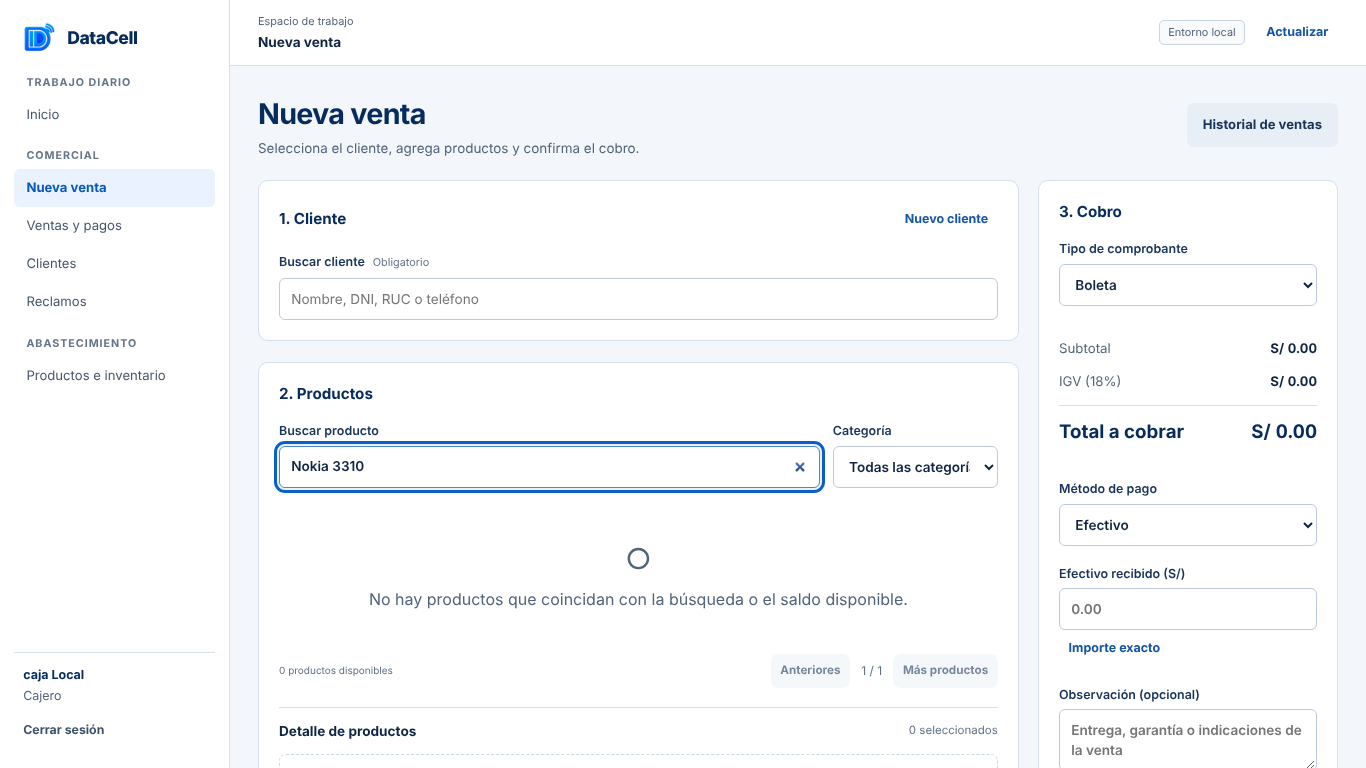 DataCell
TRABAJO DIARIO
Inicio
COMERCIAL
Nueva venta
Ventas y pagos
Clientes
Reclamos
ABASTECIMIENTO
Productos e inventario
caja Local
Cajero
Cerrar sesión
Espacio de trabajo
Nueva venta
Entorno local
Actualizar
Nueva venta
Selecciona el cliente, agrega productos y confirma el cobro.
Historial de ventas
1. Cliente
Nuevo cliente
Buscar cliente Obligatorio
Nombre, DNI, RUC o teléfono
2. Productos
Buscar producto
Categoría
Nokia 3310
Todas las categorí
No hay productos que coincidan con la búsqueda o el saldo disponible.
0 productos disponibles
Anteriores
1 / 1
Más productos
Detalle de productos
0 seleccionados
3. Cobro
Tipo de comprobante
Boleta
Subtotal S/ 0.00
IGV (18%) S/ 0.00
Total a cobrar S/ 0.00
Método de pago
Efectivo
Efectivo recibido (S/)
0.00
Importe exacto
Observación (opcional)
Entrega, garantía o indicaciones de
la venta